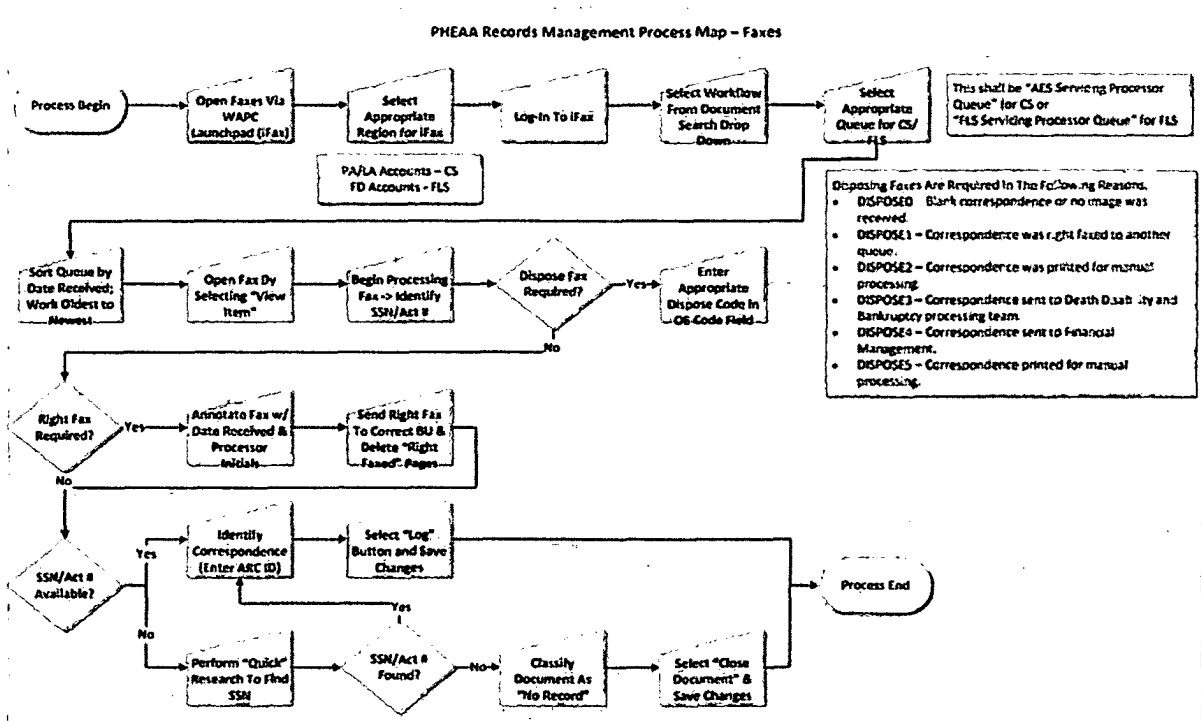 PHEAA Records Management Process Map – Faxes
Process Begin
Open Faxes Via
WAPC
Launchpad (iFax)
Select
Appropriate
Region for iFax
Log-In To iFax
Select Workflow
From Document
Search Drop
Down
Select
Appropriate
Queue for CS/
FLS
This shall be "AES Servicing Processor
Queue" for CS or
"FLS Servicing Processor Queue" for FLS
PA/LA Accounts – CS
FD Accounts - FLS
Disposing Faxes Are Required In The Following Reasons.
• DISPOSE0 – Blank correspondence or no image was
received.
• DISPOSE1 – Correspondence was right faxed to another
queue.
• DISPOSE2 – Correspondence was printed for manual
processing.
• DISPOSE3 – Correspondence sent to Death Disability and
Bankruptcy processing team.
• DISPOSE4 – Correspondence sent to Financial
Management.
• DISPOSE5 – Correspondence printed for manual
processing.
Sort Queue by
Date Received;
Work Oldest to
Newest
Open Fax By
Selecting "View
Item"
Begin Processing
Fax -> Identify
SSN/Act #
Dispose Fax
Required?
Yes
Enter
Appropriate
Dispose Code in
Code Field
No
Right Fax
Required?
Yes
Annotate Fax w/
Date Received &
Processor
Initials
Send Right Fax
To Correct BU &
Delete "Right
Faxed" Pages
No
SSN/Act #
Available?
Yes
Identify
Correspondence
(Enter ARC ID)
Select "Log"
Button and Save
Changes
Process End
Yes
No
Perform "Quick"
Research To Find
SSN
SSN/Act #
Found?
No
Classify
Document As
"No Record"
Select "Close
Document" &
Save Changes